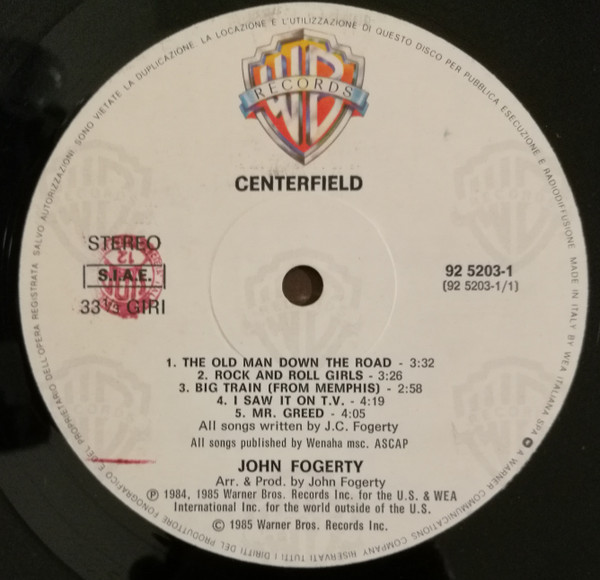 SONO VIETATE LA DUPLICAZIONE. LA LOCAZIONE E L'UTILIZZAZIONE DI QUESTO DISCO PER PUBBLICA ESECUZIONE E RADIODIFFUSIONE. MADE IN ITALY BY WEA ITALIANA SPA A WARNER COMMUNICATIONS COMPANY RISERVATI TUTTI I DIRITTI DEL PRODUTTORE FONOGRAFICO E DEL PROPRIETARIO DELL'OPERA REGISTRATA SALVO AUTORIZZAZIONI
WB
RECORDS
CENTERFIELD
STEREO
S.I.A.E.
33 1/3 GIRI
12
92 5203-1
(92 5203-1/1)
1. THE OLD MAN DOWN THE ROAD - 3:32
2. ROCK AND ROLL GIRLS - 3:26
3. BIG TRAIN (FROM MEMPHIS) - 2:58
4. I SAW IT ON T.V. - 4:19
5. MR. GREED - 4:05
All songs written by J.C. Fogerty
All songs published by Wenaha msc. ASCAP
JOHN FOGERTY
Arr. & Prod. by John Fogerty
℗ 1984, 1985 Warner Bros. Records Inc. for the U.S. & WEA
International Inc. for the world outside of the U.S.
© 1985 Warner Bros. Records Inc.